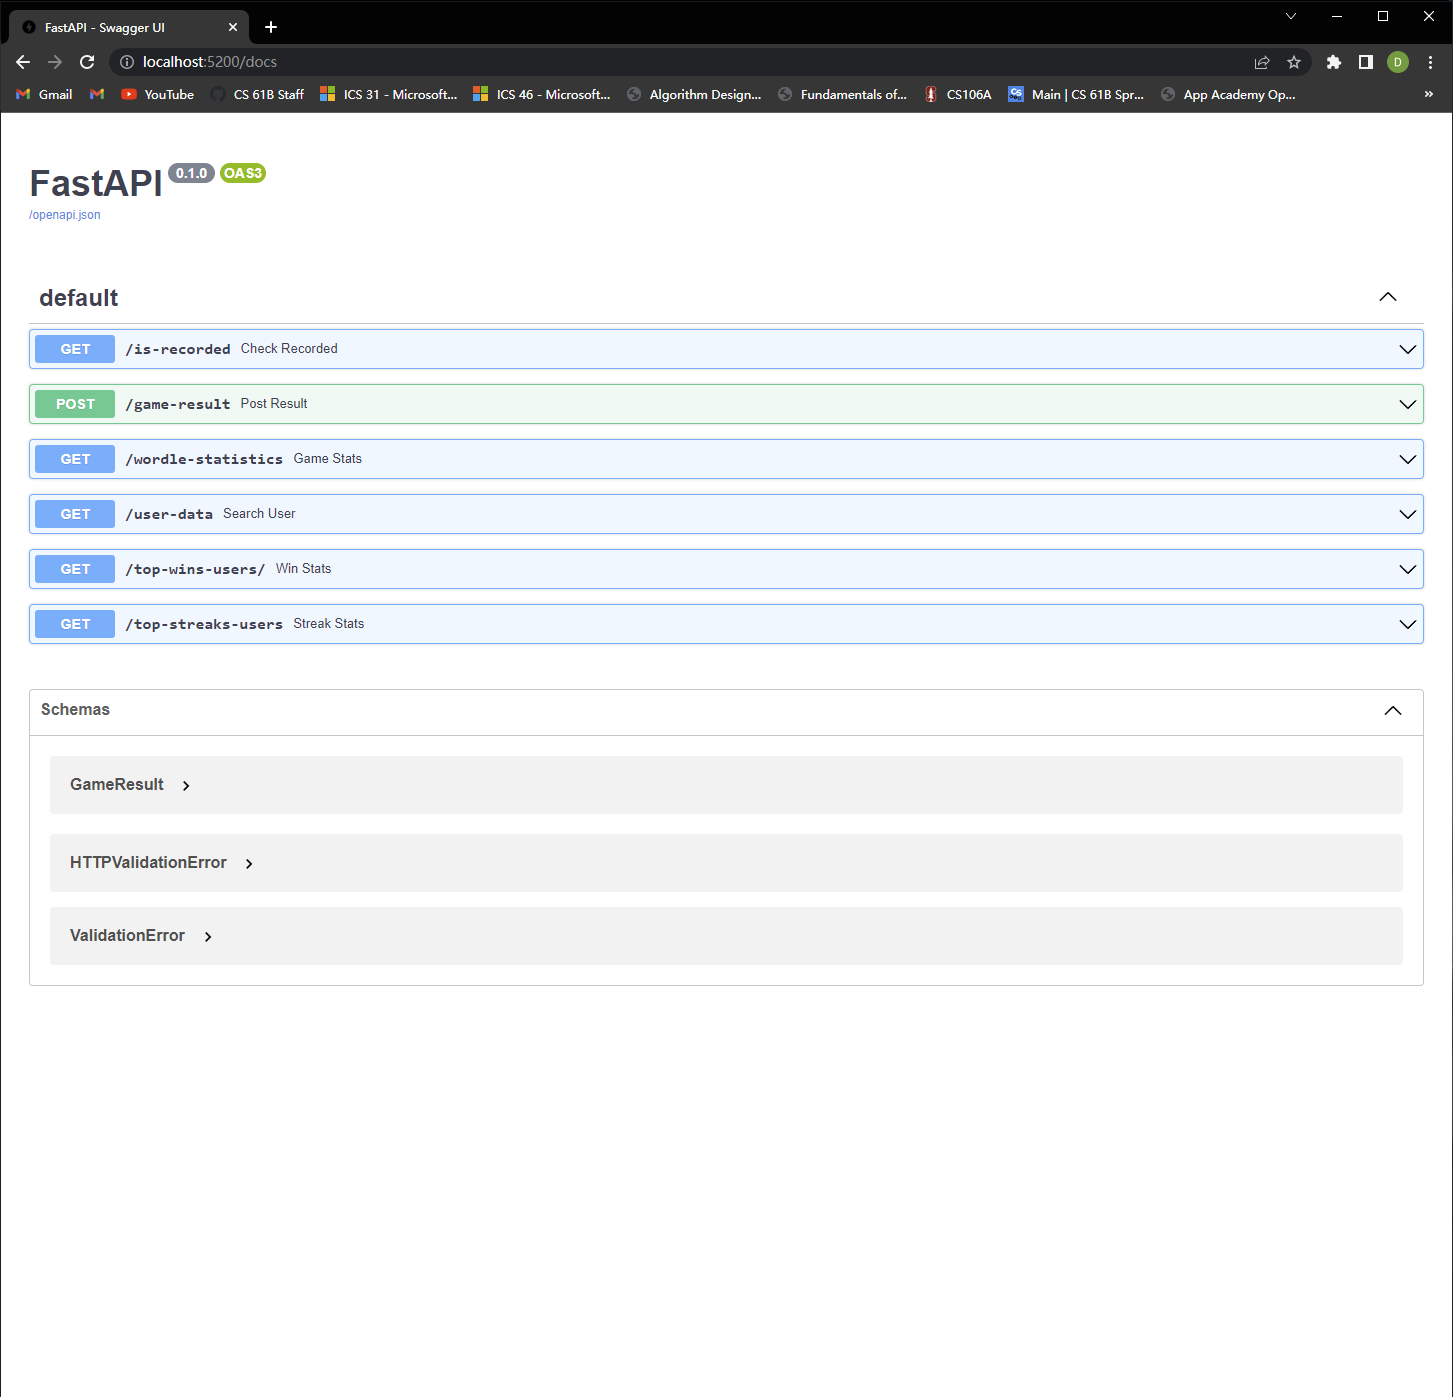 FastAPI - Swagger UI
localhost:5200/docs
D
Gmail YouTube CS 61B Staff ICS 31 - Microsoft... ICS 46 - Microsoft... Algorithm Design... Fundamentals of... CS106A Main | CS 61B Spr... App Academy Op... »
FastAPI 0.1.0 OAS3
/openapi.json
default
GET /is-recorded Check Recorded
POST /game-result Post Result
GET /wordle-statistics Game Stats
GET /user-data Search User
GET /top-wins-users/ Win Stats
GET /top-streaks-users Streak Stats
Schemas
GameResult
HTTPValidationError
ValidationError